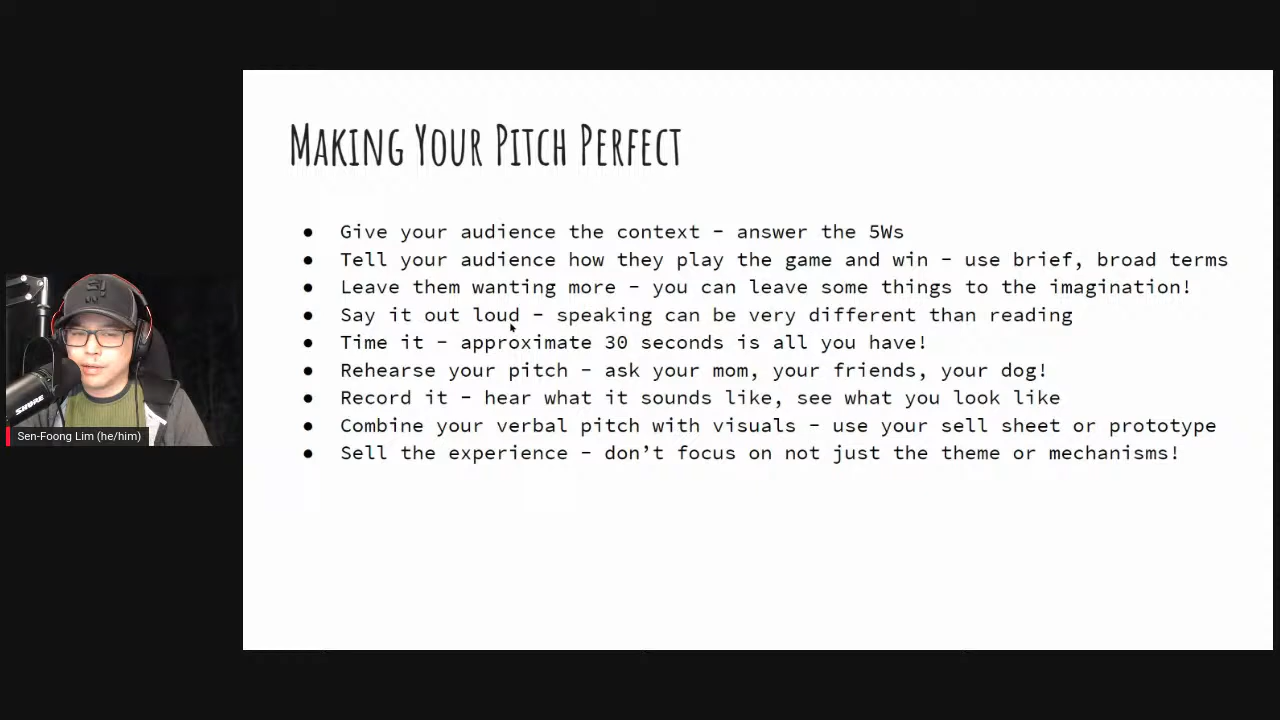 Making Your Pitch Perfect
● Give your audience the context – answer the 5Ws
● Tell your audience how they play the game and win – use brief, broad terms
● Leave them wanting more – you can leave some things to the imagination!
● Say it out loud – speaking can be very different than reading
● Time it – approximate 30 seconds is all you have!
● Rehearse your pitch – ask your mom, your friends, your dog!
● Record it – hear what it sounds like, see what you look like
● Combine your verbal pitch with visuals – use your sell sheet or prototype
● Sell the experience – don’t focus on not just the theme or mechanisms!
SHURE
Sen-Foong Lim (he/him)